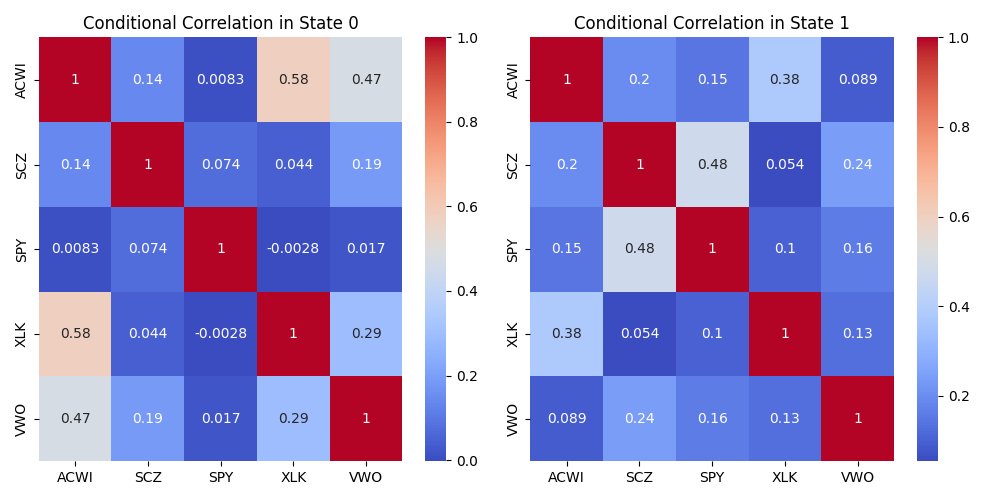 Conditional Correlation in State 0
ACWI 1 0.14 0.0083 0.58 0.47
SCZ 0.14 1 0.074 0.044 0.19
SPY 0.0083 0.074 1 -0.0028 0.017
XLK 0.58 0.044 -0.0028 1 0.29
VWO 0.47 0.19 0.017 0.29 1
ACWI SCZ SPY XLK VWO
1.0
0.8
0.6
0.4
0.2
0.0
Conditional Correlation in State 1
ACWI 1 0.2 0.15 0.38 0.089
SCZ 0.2 1 0.48 0.054 0.24
SPY 0.15 0.48 1 0.1 0.16
XLK 0.38 0.054 0.1 1 0.13
VWO 0.089 0.24 0.16 0.13 1
ACWI SCZ SPY XLK VWO
1.0
0.8
0.6
0.4
0.2